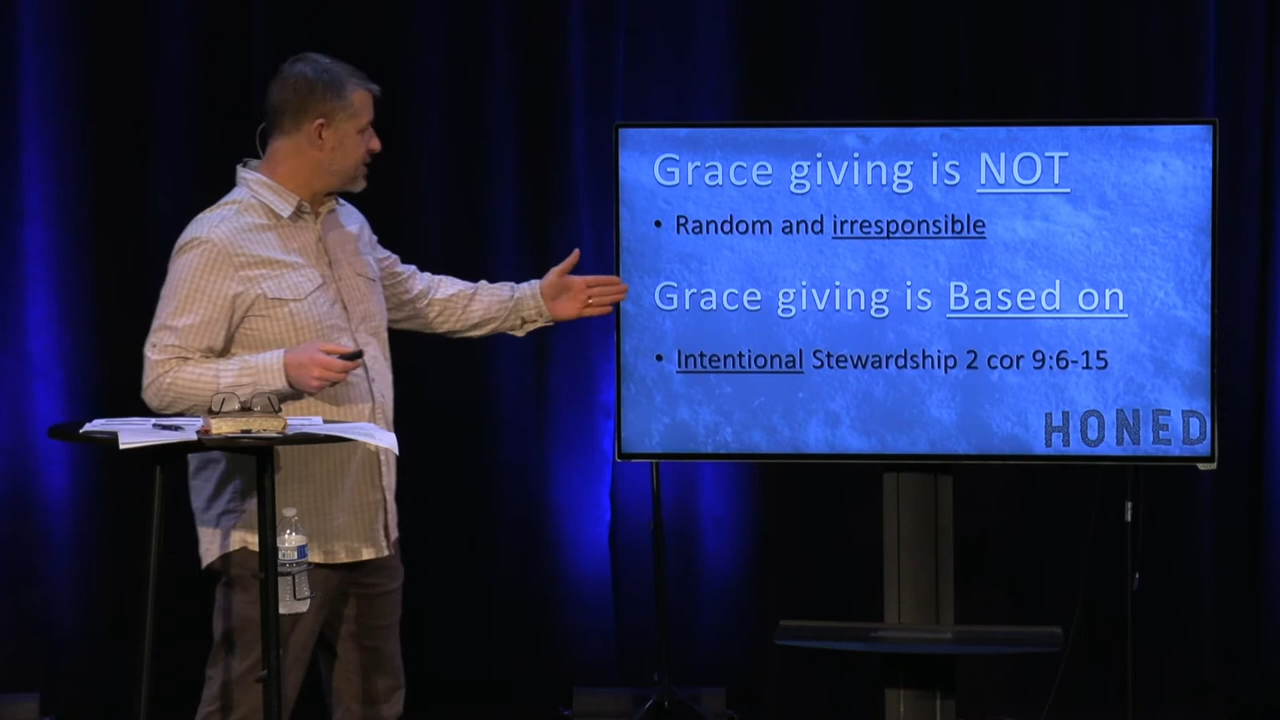 Grace giving is NOT
• Random and irresponsible
Grace giving is Based on
• Intentional Stewardship 2 cor 9:6-15
HONED